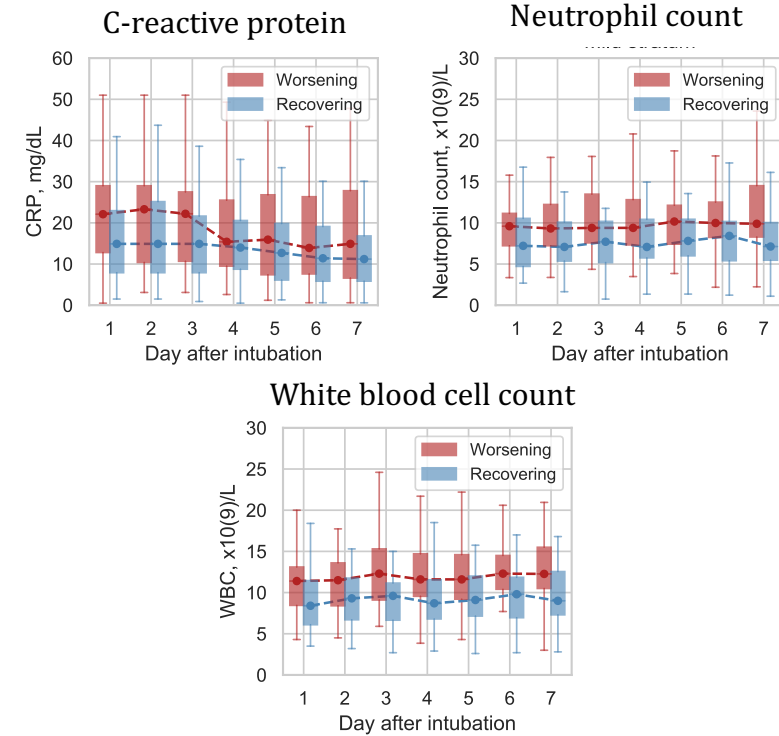 C-reactive protein
60
50
40
30
20
10
0
CRP, mg/dL
Worsening
Recovering
1 2 3 4 5 6 7
Day after intubation
Neutrophil count
30
25
20
15
10
5
0
Neutrophil count, x10(9)/L
Worsening
Recovering
1 2 3 4 5 6 7
Day after intubation
White blood cell count
30
25
20
15
10
5
0
WBC, x10(9)/L
Worsening
Recovering
1 2 3 4 5 6 7
Day after intubation